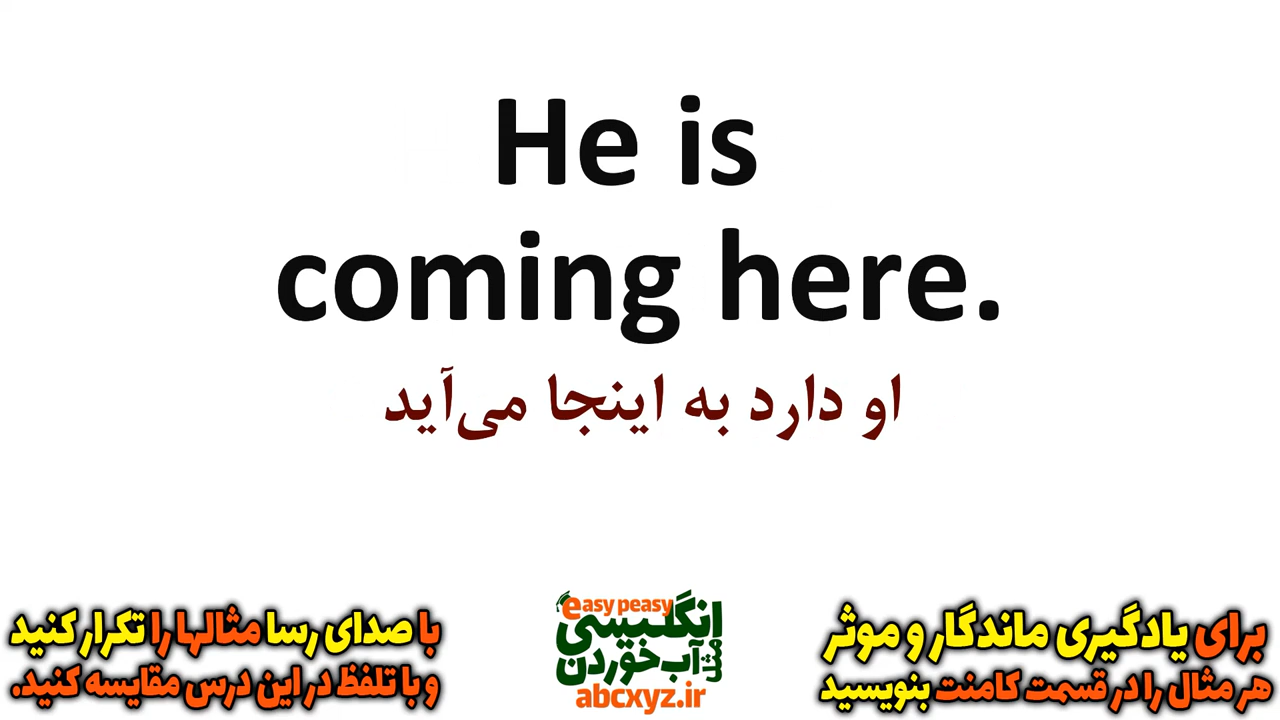 He is
coming here.
او دارد به اینجا می‌آید
برای یادگیری ماندگار و موثر
هر مثال را در قسمت کامنت بنویسید
easy peasy
انگلیسی
مثل آب خوردن
abcxyz.ir
با صدای رسا مثالها را تکرار کنید
و با تلفظ در این درس مقایسه کنید.